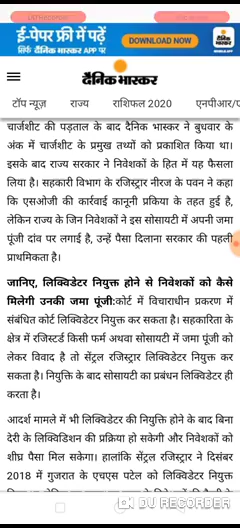 ई-पेपर फ्री में पढ़ें
सिर्फ दैनिक भास्कर APP पर
DOWNLOAD NOW
दैनिक भास्कर
टॉप न्यूज़ राज्य राशिफल 2020 एनपीआर/ए
चार्जशीट की पड़ताल के बाद दैनिक भास्कर ने बुधवार के
अंक में चार्जशीट के प्रमुख तथ्यों को प्रकाशित किया था।
इसके बाद राज्य सरकार ने निवेशकों के हित में यह फैसला
लिया है। सहकारी विभाग के रजिस्ट्रार नीरज के पवन ने कहा
कि एसओजी की कार्रवाई कानूनी प्रकिया के तहत हुई है,
लेकिन राज्य के जिन निवेशकों ने इस सोसायटी में अपनी जमा
पूंजी दांव पर लगाई है, उन्हें पैसा दिलाना सरकार की पहली
प्राथमिकता है।
जानिए, लिक्विडेटर नियुक्त होने से निवेशकों को कैसे
मिलेगी उनकी जमा पूंजी:कोर्ट में विचाराधीन प्रकरण में
संबंधित कोर्ट लिक्विडेटर नियुक्त कर सकता है। सहकारिता के
क्षेत्र में रजिस्टर्ड किसी फर्म अथवा सोसायटी में जमा पूंजी को
लेकर विवाद है तो सेंट्रल रजिस्ट्रार लिक्विडेटर नियुक्त कर
सकता है। नियुक्ति के बाद सोसायटी का प्रबंधन लिक्विडेटर ही
करता है।
आदर्श मामले में भी लिक्विडेटर की नियुक्ति होने के बाद बिना
देरी के लिक्विडिशन की प्रक्रिया हो सकेगी और निवेशकों को
शीघ्र पैसा मिल सकेगा। हालांकि सेंट्रल रजिस्ट्रार ने दिसंबर
2018 में गुजरात के एचएस पटेल को लिक्विडेटर नियुक्त
DU RECORDER